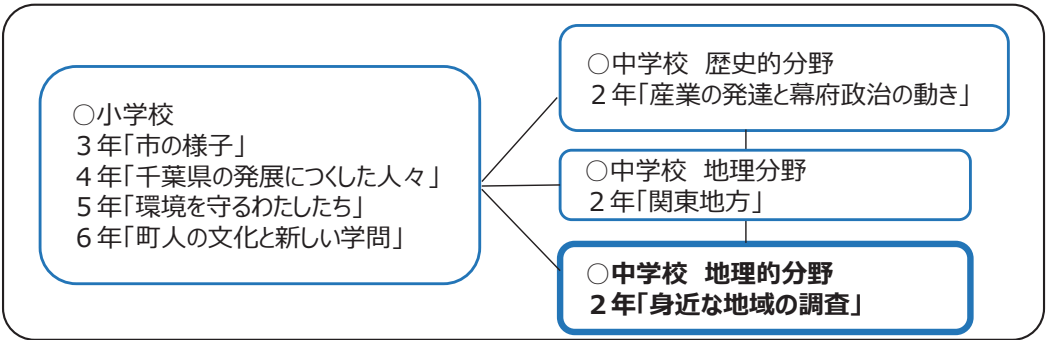 ○小学校
３年「市の様子」
４年「千葉県の発展につくした人々」
５年「環境を守るわたしたち」
６年「町人の文化と新しい学問」
○中学校　歴史的分野
２年「産業の発達と幕府政治の動き」
○中学校　地理分野
２年「関東地方」
○中学校　地理的分野
２年「身近な地域の調査」